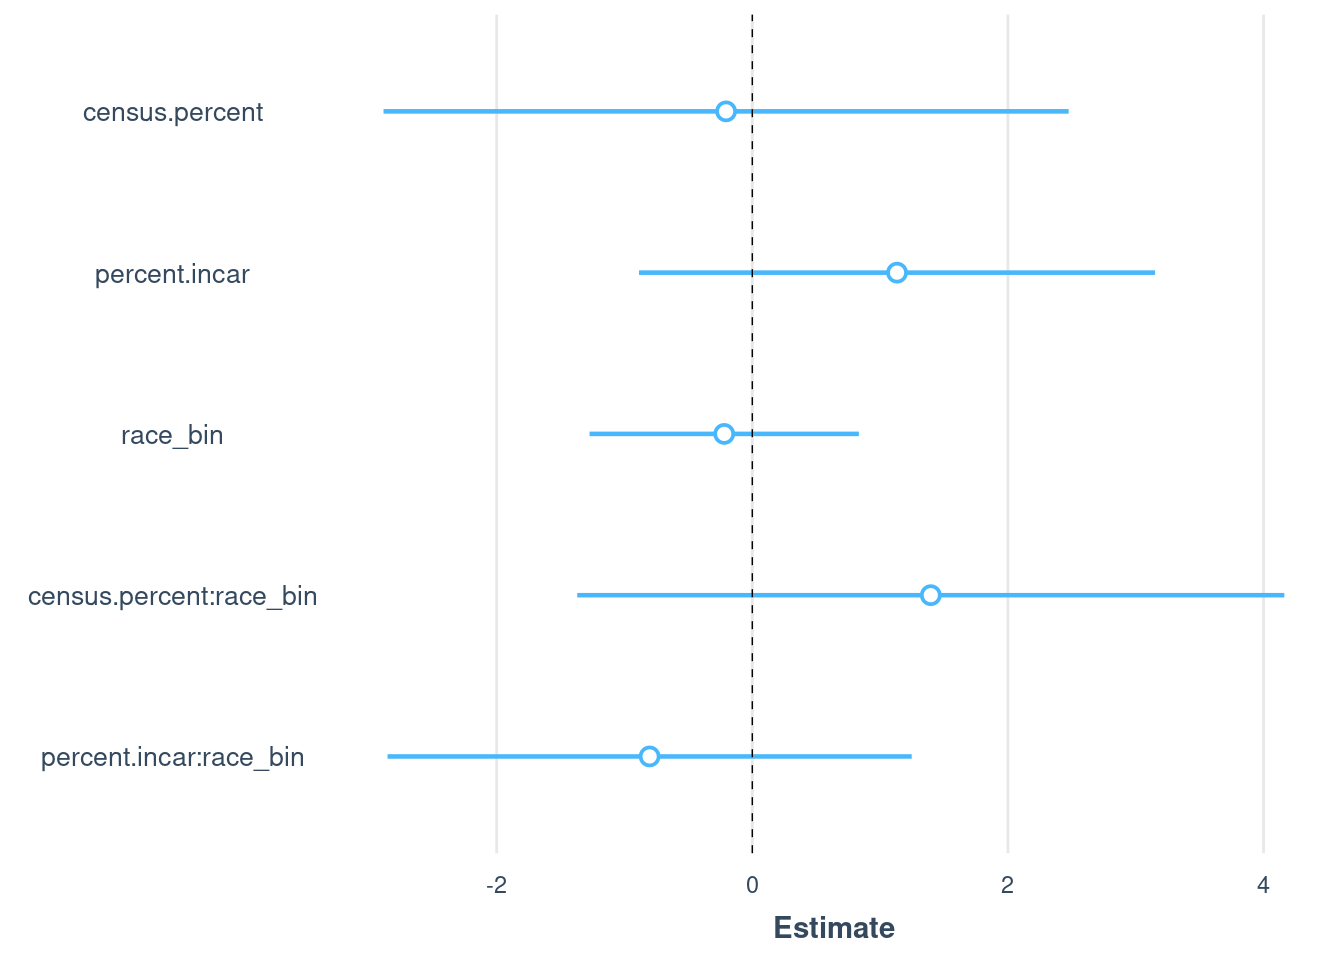 census.percent
percent.incar
race_bin
census.percent:race_bin
percent.incar:race_bin
-2 0 2 4
Estimate